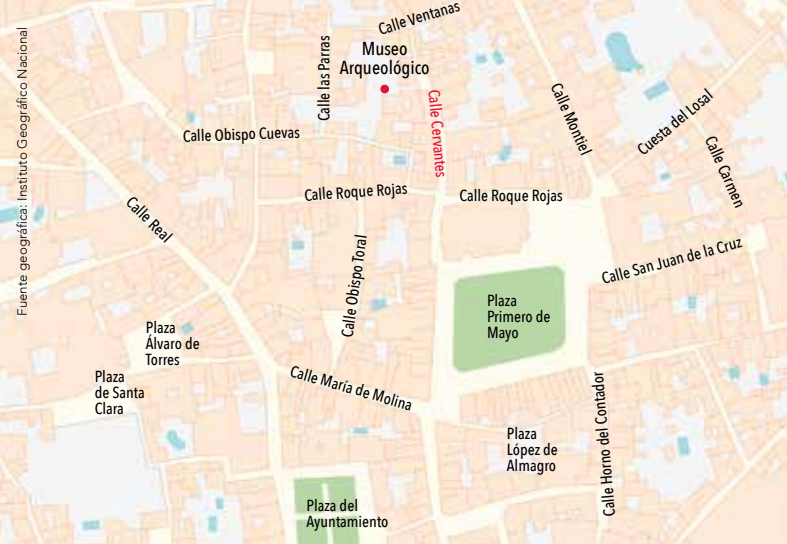 Fuente geográfica: Instituto Geográfico Nacional
Calle Ventanas
Calle las Parras
Museo
Arqueológico
Calle Cervantes
Calle Montiel
Cuesta del Losal
Calle Carmen
Calle Obispo Cuevas
Calle Roque Rojas
Calle Roque Rojas
Calle Real
Calle Obispo Toral
Calle San Juan de la Cruz
Plaza
Primero de
Mayo
Plaza
Álvaro de
Torres
Plaza
de Santa
Clara
Calle María de Molina
Calle Horno del Contador
Plaza
López de
Almagro
Plaza del
Ayuntamiento